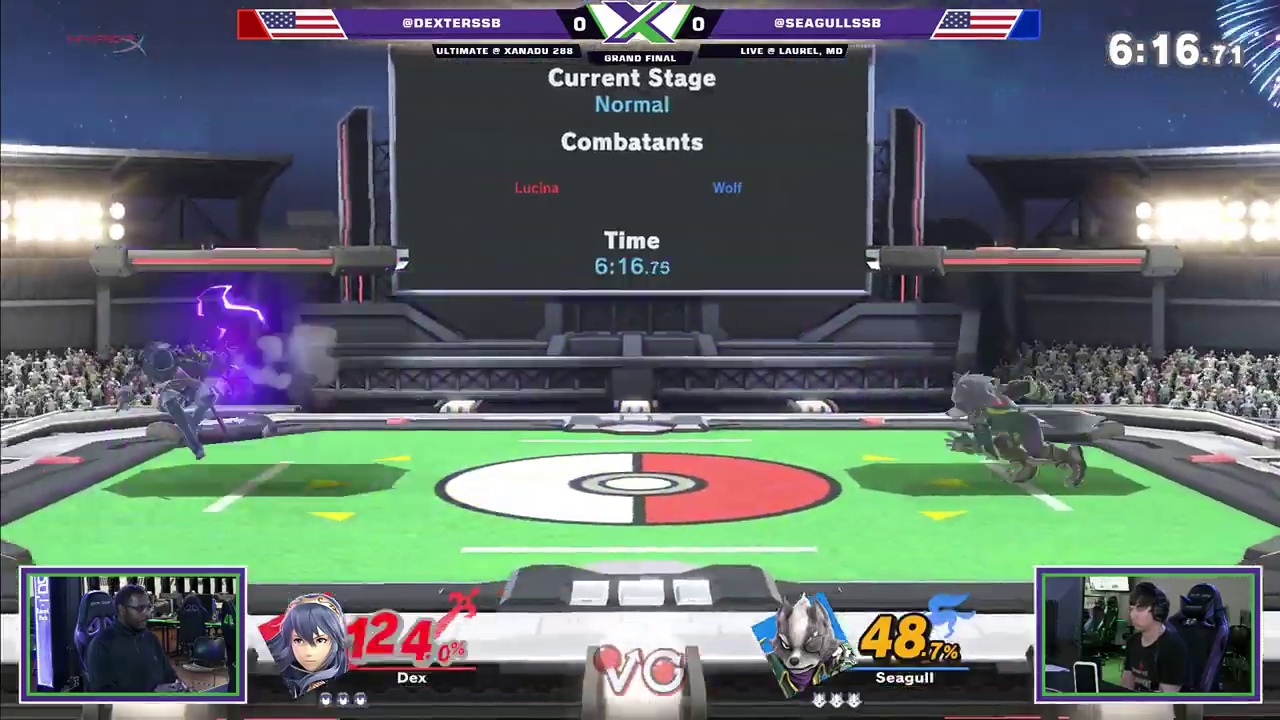 @DEXTERSSB
0
0
@SEAGULLSSB
ULTIMATE @ XANADU 288
GRAND FINAL
LIVE @ LAUREL, MD
6:16.71
Current Stage
Normal
Combatants
Lucina
Wolf
Time
6:16.75
124.0%
Dex
48.7%
Seagull